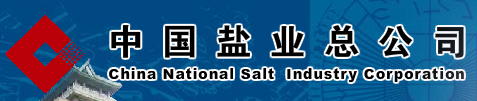 中国盐业总公司
China National Salt Industry Corporation